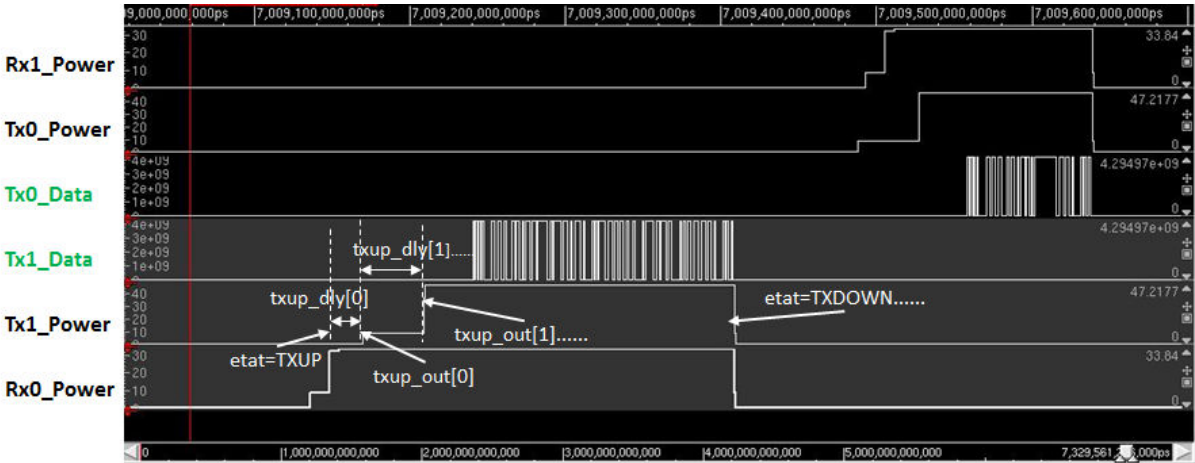 9,000,000,000ps |7,009,100,000,000ps |7,009,200,000,000ps |7,009,300,000,000ps |7,009,400,000,000ps |7,009,500,000,000ps |7,009,600,000,000ps
Rx1_Power -30 -20 -10 33.84 0
Tx0_Power -40 -30 -20 -10 47.2177 0
Tx0_Data -4e+09 -3e+09 -2e+09 -1e+09 4.29497e+09 0
Tx1_Data -4e+09 -3e+09 -2e+09 -1e+09 4.29497e+09 0
txup_dly[1]......
Tx1_Power -40 -30 -20 -10 47.2177 0
txup_dly[0]
etat=TXDOWN......
txup_out[1]......
etat=TXUP
txup_out[0]
Rx0_Power -30 -20 -10 33.84 0
0 |1,000,000,000,000 |2,000,000,000,000 |3,000,000,000,000 |4,000,000,000,000 |5,000,000,000,000 7,329,561,